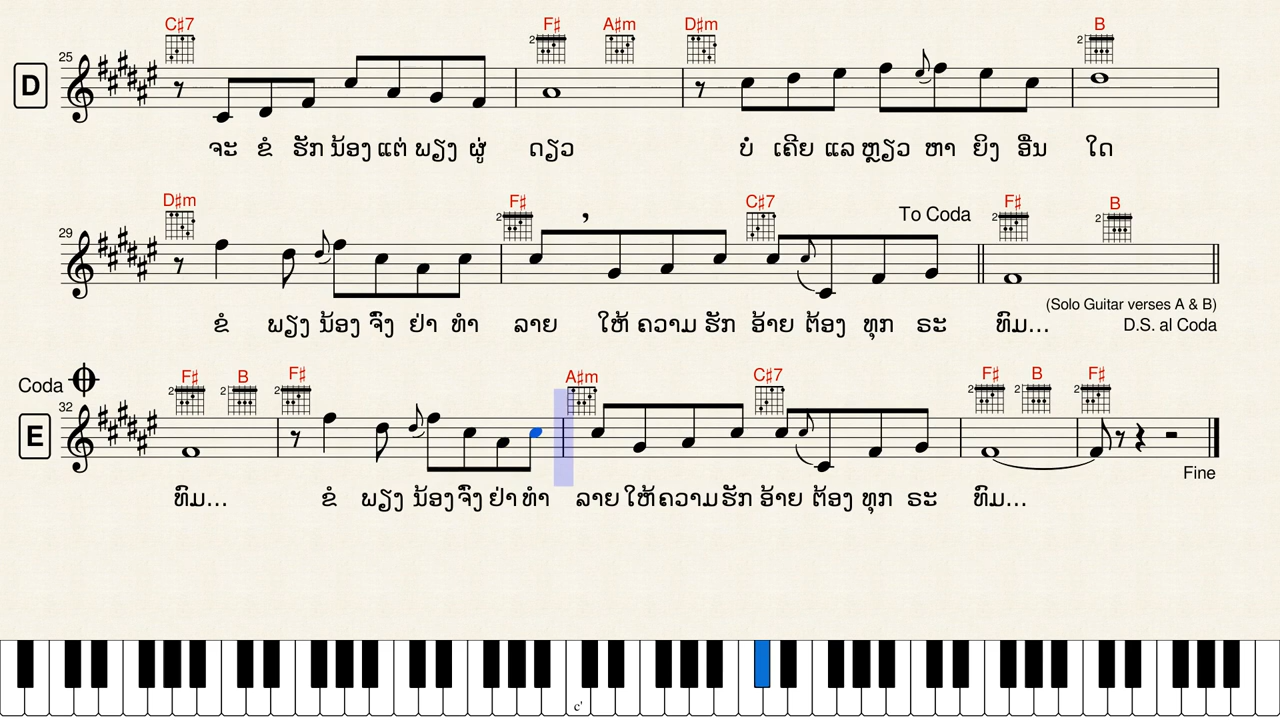 C♯7 F♯ A♯m D♯m B
D 25
ຈະ ຂໍ ຮັກ ນ້ອງ ແຕ່ ພຽງ ຜູ່ ດຽວ ບໍ່ ເຄີຍ ແລ ຫຼຽວ ຫາ ຍິງ ອື່ນ ໃດ
D♯m F♯ C♯7 To Coda F♯ B
29
ຂໍ ພຽງ ນ້ອງ ຈົ່ງ ຢ່າ ທໍາ ລາຍ ໃຫ້ ຄວາມ ຮັກ ອ້າຍ ຕ້ອງ ທຸກ ຣະ ທົມ...
(Solo Guitar verses A & B)
D.S. al Coda
Coda F♯ B F♯ A♯m C♯7 F♯ B F♯
E 32
Fine
ທົມ... ຂໍ ພຽງ ນ້ອງ ຈົ່ງ ຢ່າ ທໍາ ລາຍ ໃຫ້ ຄວາມ ຮັກ ອ້າຍ ຕ້ອງ ທຸກ ຣະ ທົມ...
c'